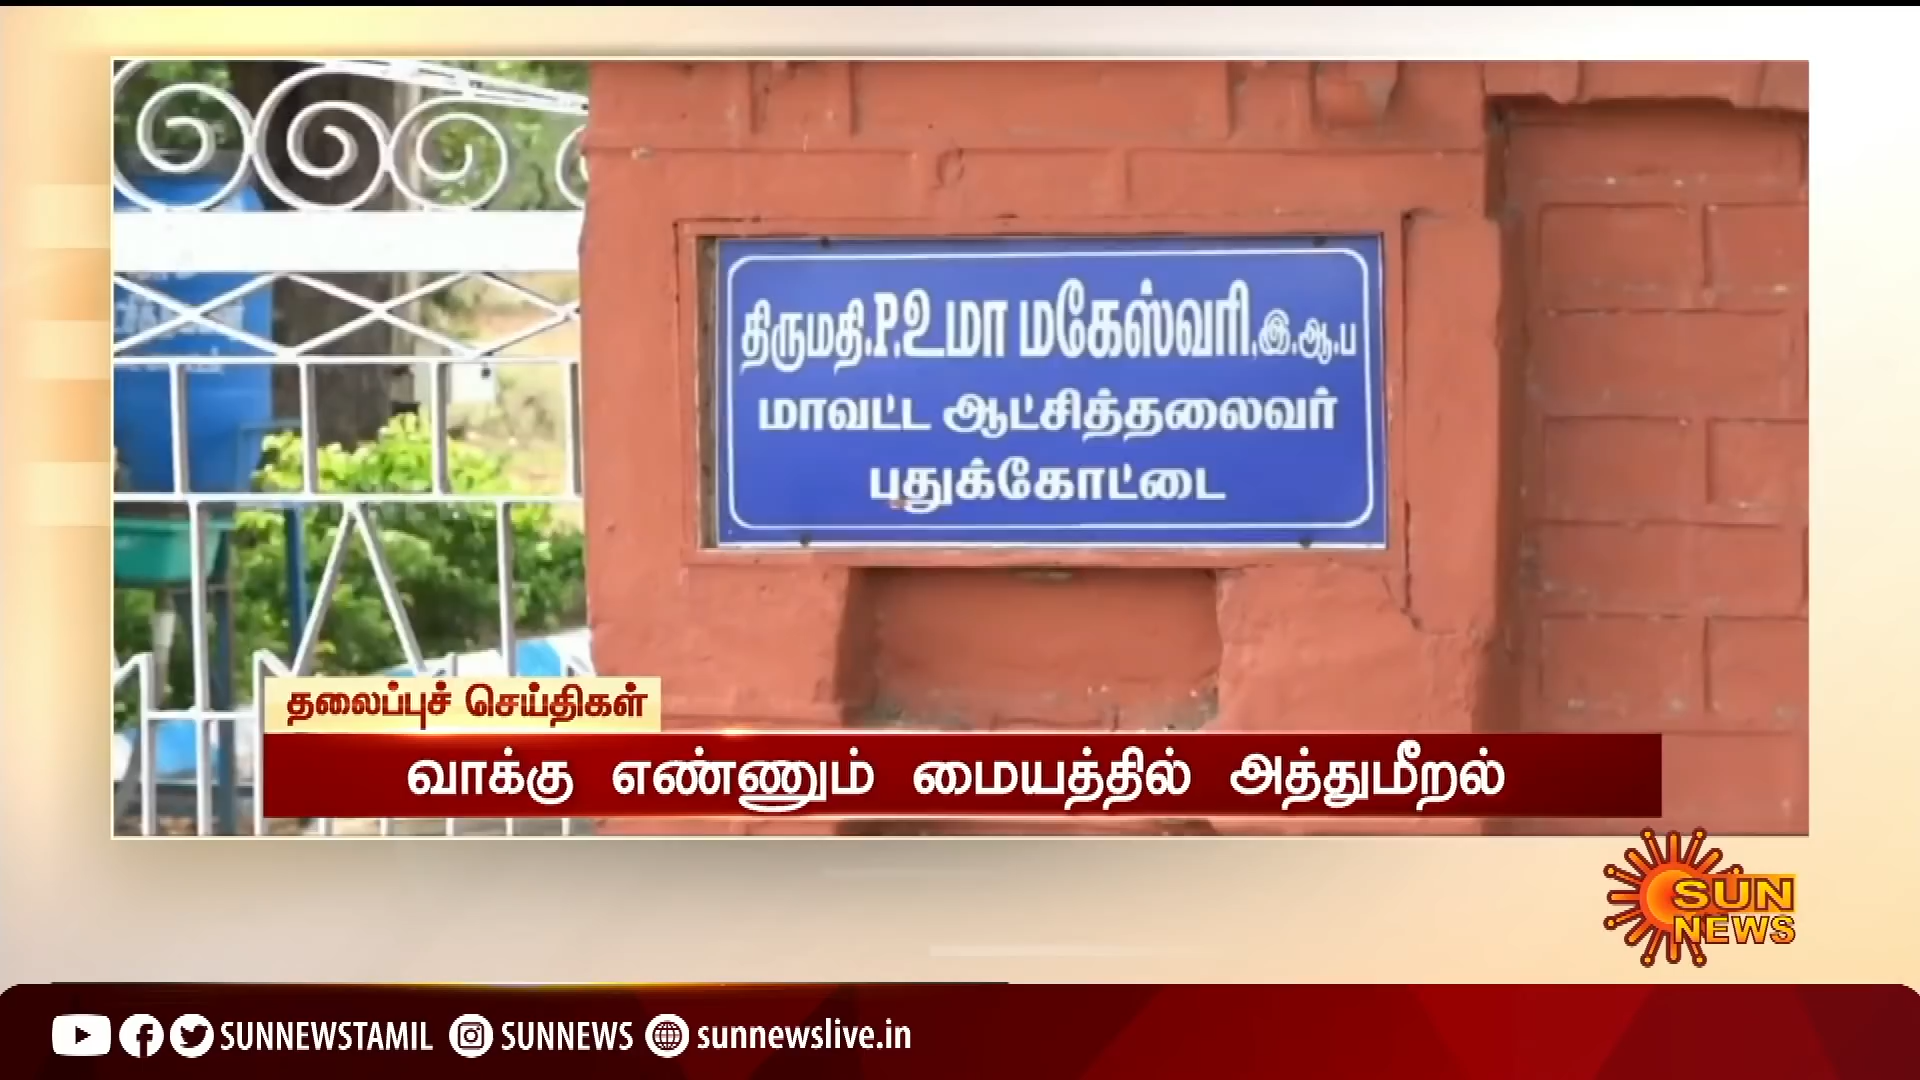 திருமதி.P.உமா மகேஸ்வரி.இ.ஆ.ப
மாவட்ட ஆட்சித்தலைவர்
பதுக்கோட்டை
தலைப்புச் செய்திகள்
வாக்கு எண்ணும் மையத்தில் அத்துமீறல்
SUN
NEWS
SUNNEWSTAMIL SUNNEWS sunnewslive.in